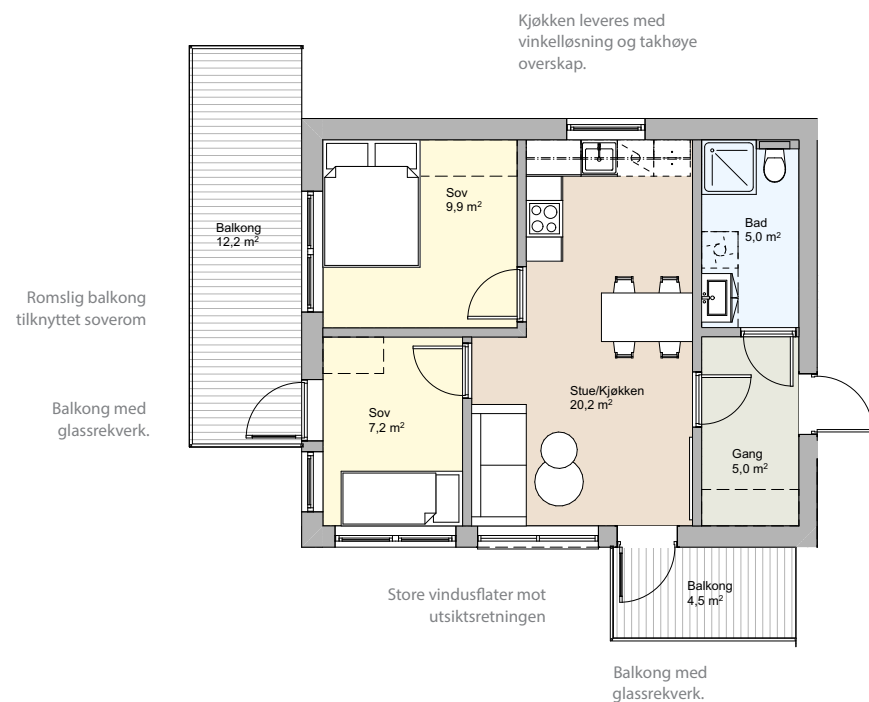 Kjøkken leveres med
vinkelløsning og takhøye
overskap.
Sov
9,9 m²
Bad
5,0 m²
Balkong
12,2 m²
Romslig balkong
tilknyttet soverom
Stue/Kjøkken
20,2 m²
Balkong med
glassrekverk.
Sov
7,2 m²
Gang
5,0 m²
Store vindusflater mot
utsiktsretningen
Balkong
4,5 m²
Balkong med
glassrekverk.